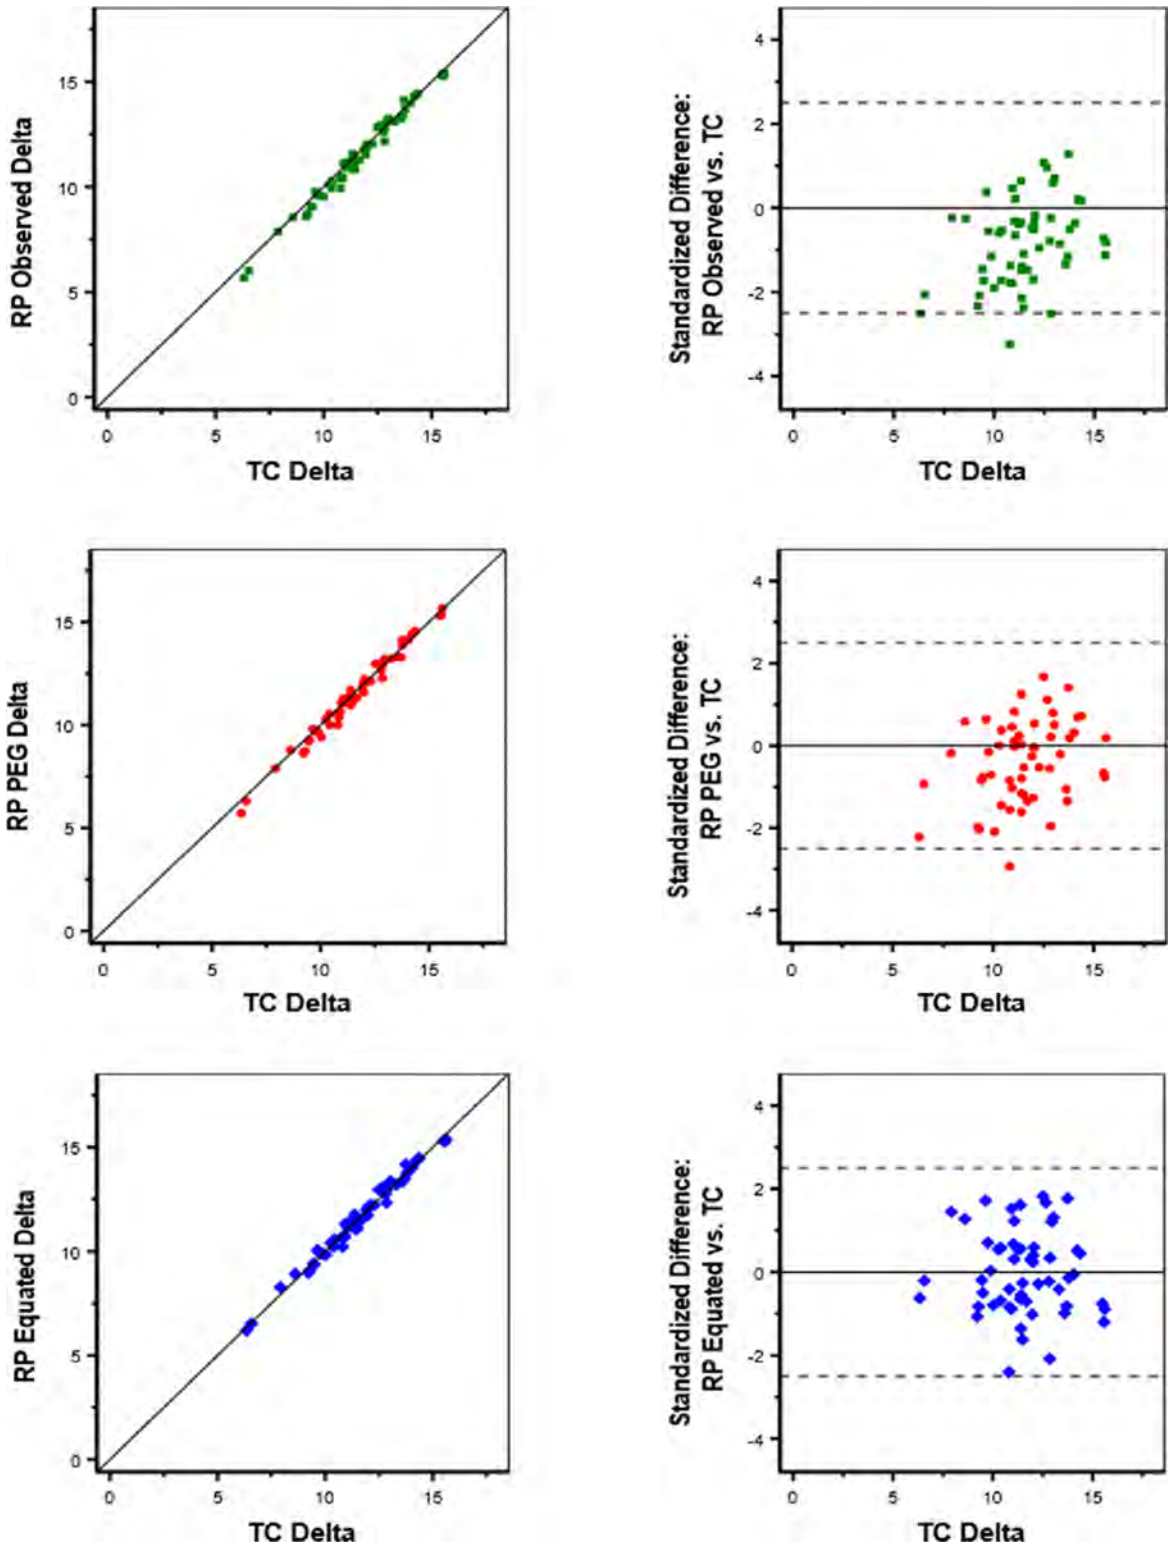 15
10
5
0
RP Observed Delta
0 5 10 15
TC Delta
4
2
0
-2
-4
Standardized Difference:
RP Observed vs. TC
0 5 10 15
TC Delta
15
10
5
0
RP PEG Delta
0 5 10 15
TC Delta
4
2
0
-2
-4
Standardized Difference:
RP PEG vs. TC
0 5 10 15
TC Delta
15
10
5
0
RP Equated Delta
0 5 10 15
TC Delta
4
2
0
-2
-4
Standardized Difference:
RP Equated vs. TC
0 5 10 15
TC Delta